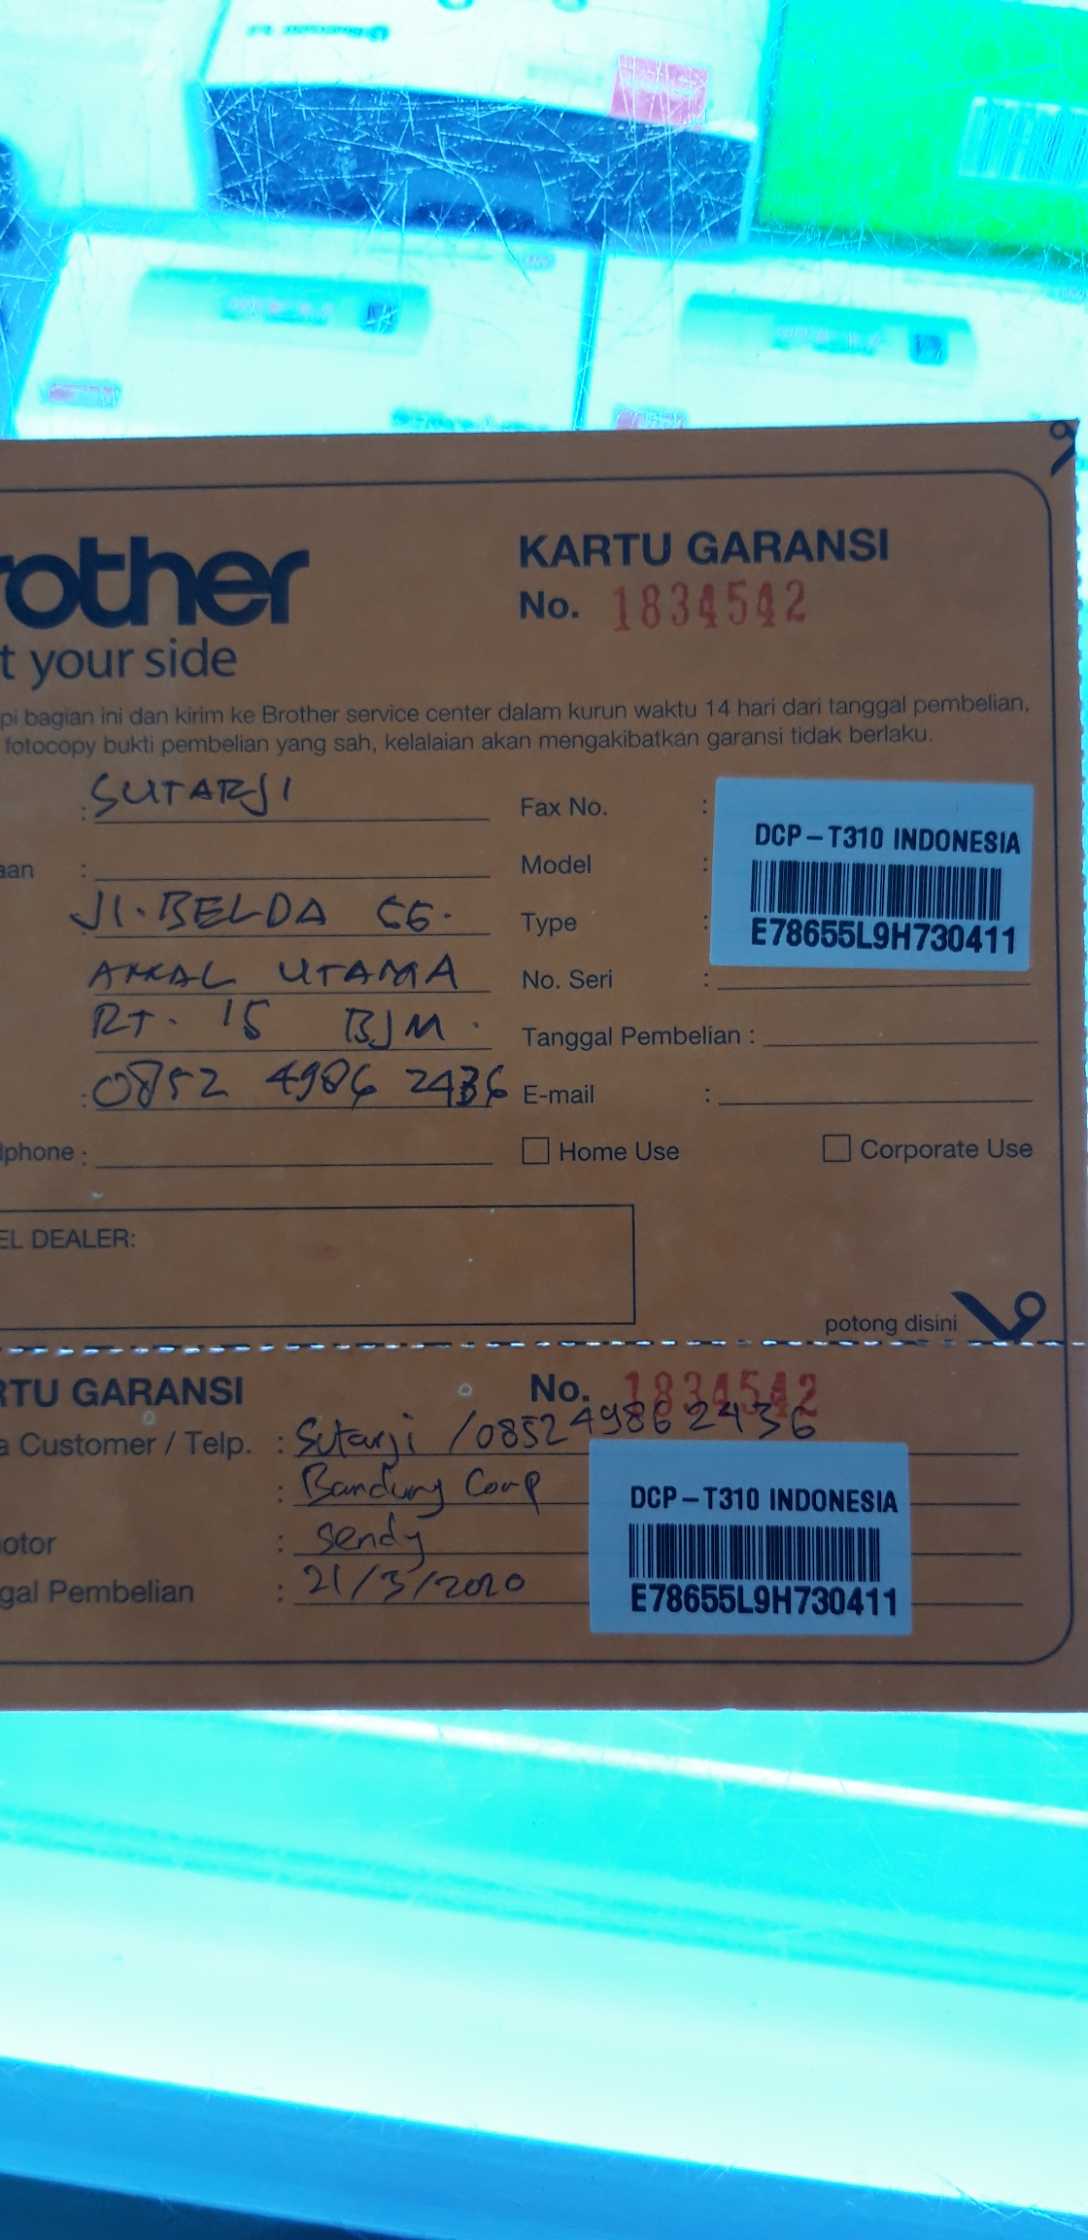 rother
KARTU GARANSI
No. 1834542
t your side
pi bagian ini dan kirim ke Brother service center dalam kurun waktu 14 hari dari tanggal pembelian,
fotocopy bukti pembelian yang sah, kelalaian akan mengakibatkan garansi tidak berlaku.
: SUTARJI
Fax No. :
aan :
Model :
DCP-T310 INDONESIA
E78655L9H730411
Jl. BELDA
Type :
UTAMA
No. Seri :
RT. 15 BJM.
Tanggal Pembelian :
: 0852 4986 2436
E-mail :
lphone :
Home Use
Corporate Use
EL DEALER:
potong disini
RTU GARANSI
No. 1834542
a Customer / Telp. : Sutarji / 0852 4986 2436
: Bandung Comp
DCP-T310 INDONESIA
E78655L9H730411
otor : Sendy
gal Pembelian : 21/3/2020